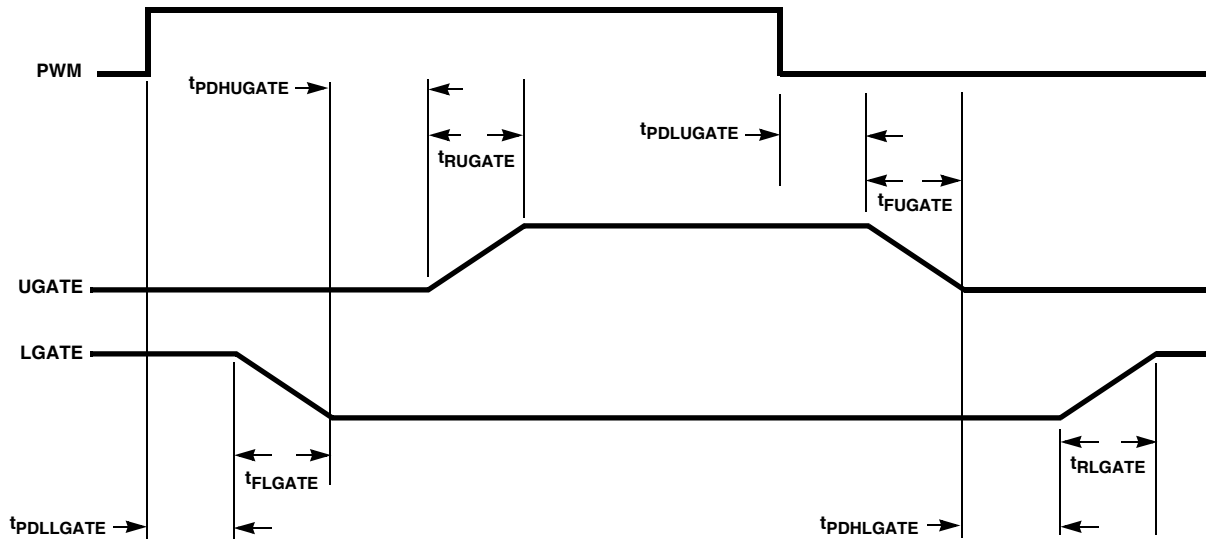 PWM
tPDHUGATE
tRUGATE
tPDLUGATE
tFUGATE
UGATE
LGATE
tFLGATE
tRLGATE
tPDLLGATE
tPDHLGATE